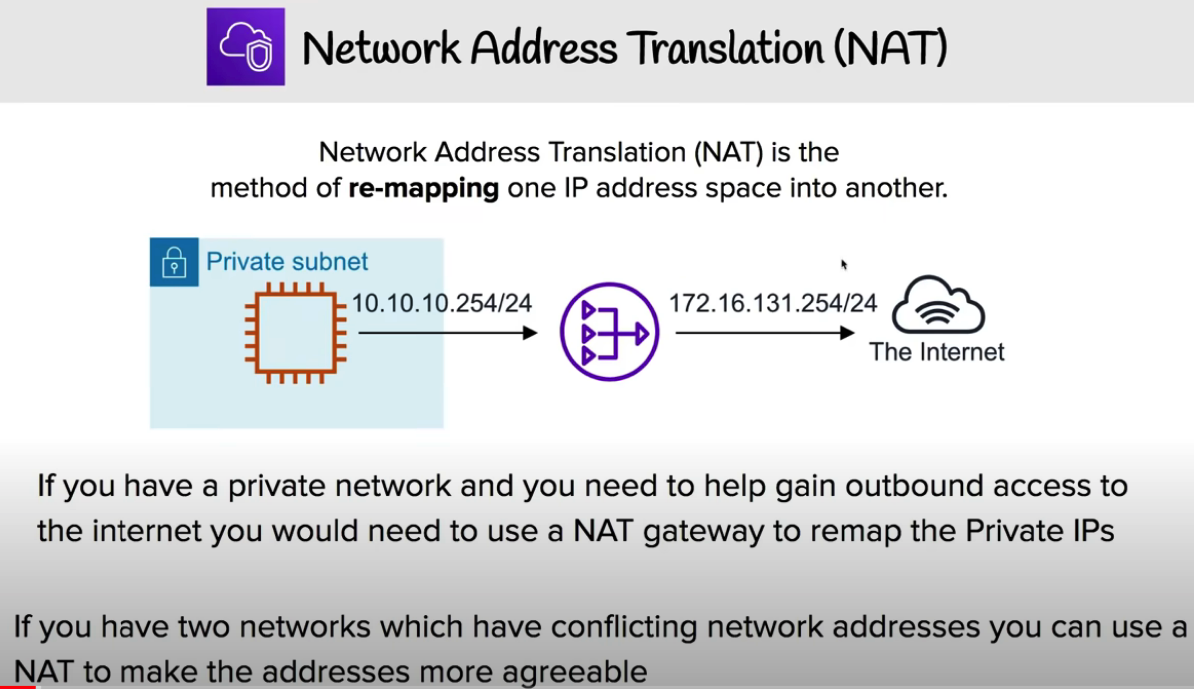 Network Address Translation (NAT)
Network Address Translation (NAT) is the
method of re-mapping one IP address space into another.
Private subnet
10.10.10.254/24
172.16.131.254/24
The Internet
If you have a private network and you need to help gain outbound access to
the internet you would need to use a NAT gateway to remap the Private IPs
If you have two networks which have conflicting network addresses you can use a
NAT to make the addresses more agreeable